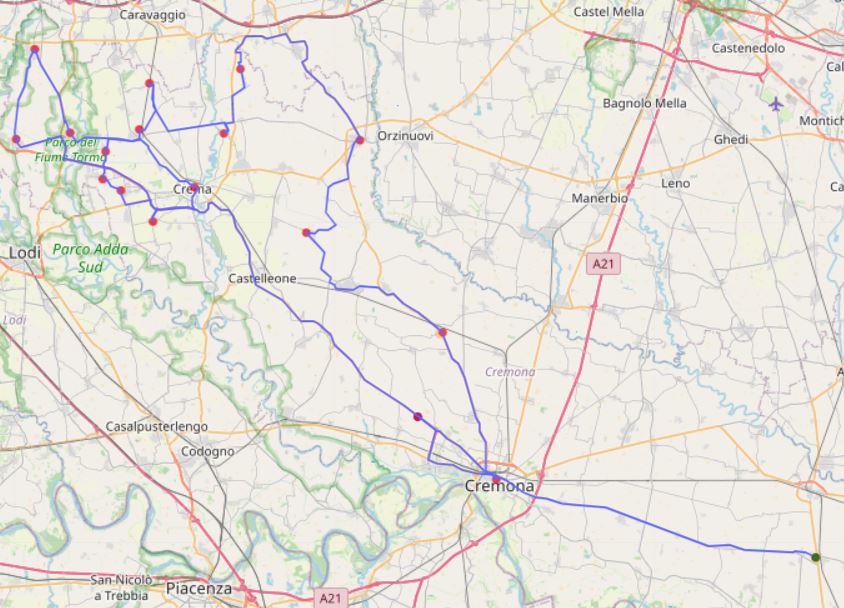 Caravaggio
Castel Mella
Castenedolo
Cal
Bagnolo Mella
Montich
Orzinuovi
Ghedi
Parco del
Fiume Tormo
Crema
Leno
Manerbio
Ca
Lodi
Parco Adda
Sud
A21
Castelleone
Lodi
Cremona
A
Casalpusterlengo
Codogno
Cremona
San Nicolò
a Trebbia
Piacenza
A21